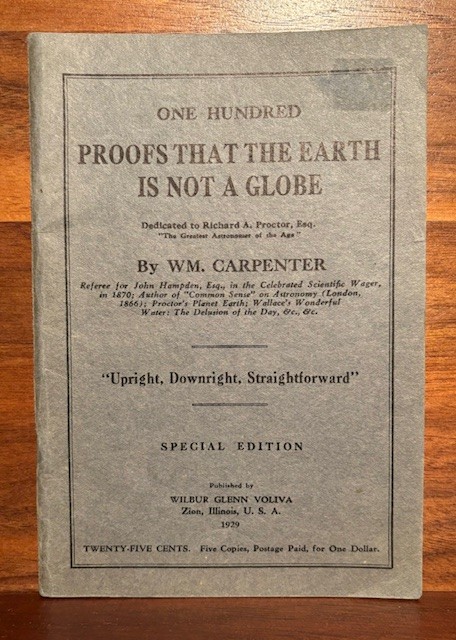 ONE HUNDRED
PROOFS THAT THE EARTH
IS NOT A GLOBE
Dedicated to Richard A. Proctor, Esq.
"The Greatest Astronomer of the Age"
By WM. CARPENTER
Referee for John Hampden, Esq., in the Celebrated Scientific Wager,
in 1870; Author of "Common Sense" on Astronomy (London,
1866); Proctor's Planet Earth; Wallace's Wonderful
Water: The Delusion of the Day, &c., &c.
"Upright, Downright, Straightforward"
SPECIAL EDITION
Published by
WILBUR GLENN VOLIVA
Zion, Illinois, U. S. A.
1929
TWENTY-FIVE CENTS. Five Copies, Postage Paid, for One Dollar.